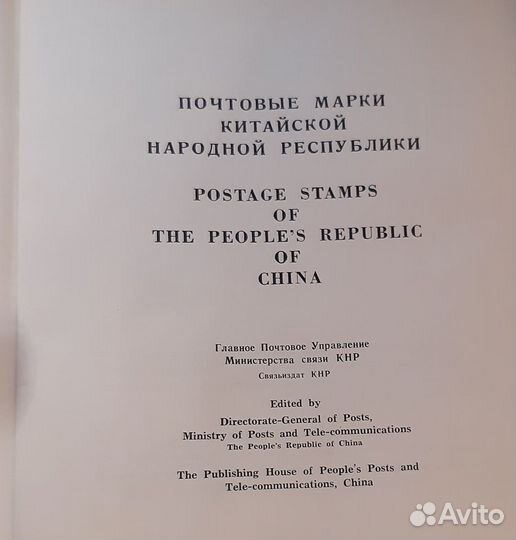 ПОЧТОВЫЕ МАРКИ
КИТАЙСКОЙ
НАРОДНОЙ РЕСПУБЛИКИ
POSTAGE STAMPS
OF
THE PEOPLE'S REPUBLIC
OF
CHINA
Главное Почтовое Управление
Министерства связи КНР
Связьиздат КНР
Edited by
Directorate-General of Posts,
Ministry of Posts and Tele-communications
The People's Republic of China
The Publishing House of People's Posts and
Tele-communications, China
Avito